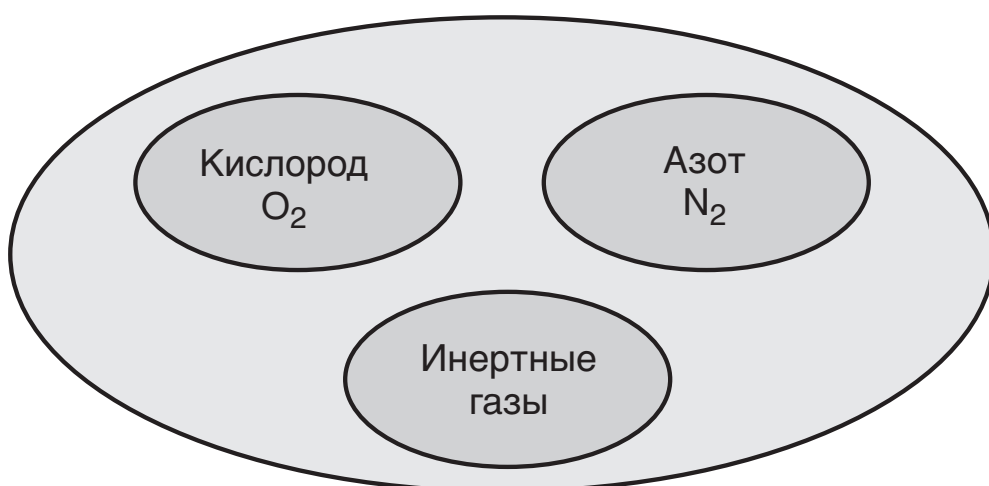 Кислород
O₂
Азот
N₂
Инертные
газы